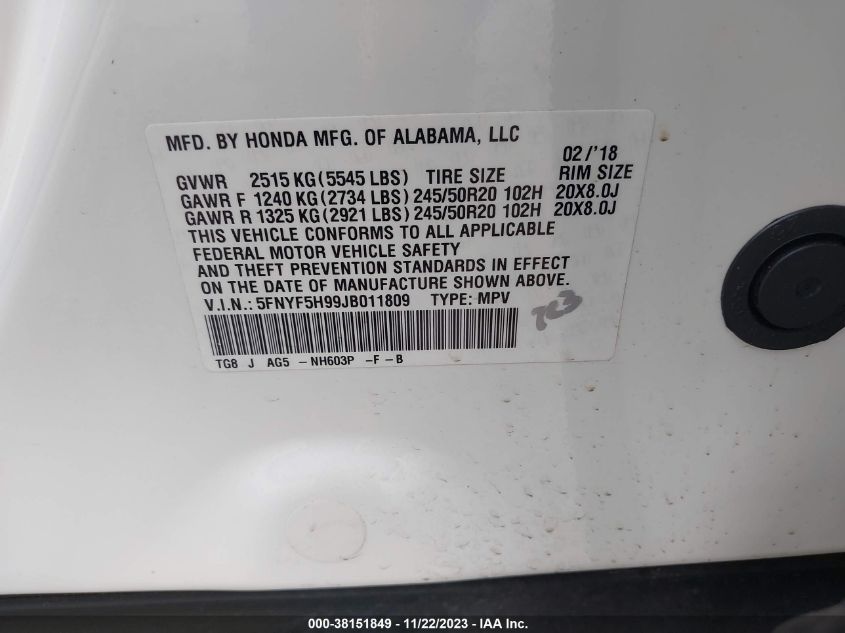 MFD. BY HONDA MFG. OF ALABAMA, LLC
02/'18
GVWR 2515 KG (5545 LBS) TIRE SIZE RIM SIZE
GAWR F 1240 KG (2734 LBS) 245/50R20 102H 20X8.0J
GAWR R 1325 KG (2921 LBS) 245/50R20 102H 20X8.0J
THIS VEHICLE CONFORMS TO ALL APPLICABLE
FEDERAL MOTOR VEHICLE SAFETY
AND THEFT PREVENTION STANDARDS IN EFFECT
ON THE DATE OF MANUFACTURE SHOWN ABOVE.
V.I.N.: 5FNYF5H99JB011809 TYPE: MPV
TG8 J AG5 -NH603P -F-B
000-38151849 - 11/22/2023 - IAA Inc.